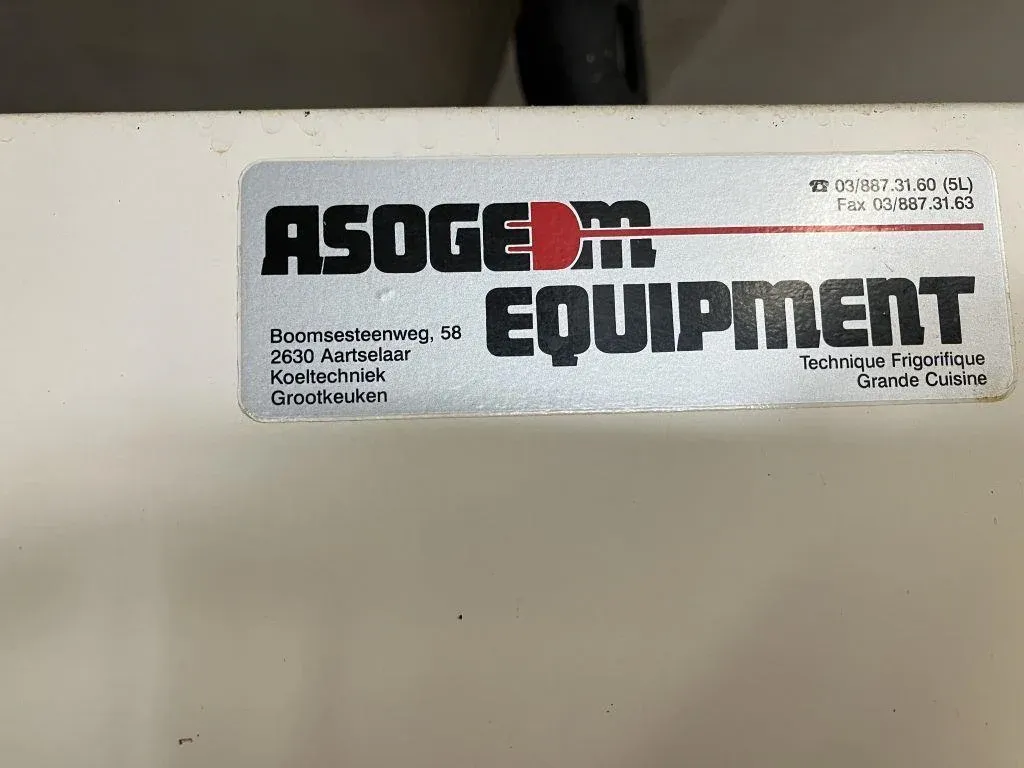 ☎ 03/887.31.60 (5L)
Fax 03/887.31.63
ASOGEDM
EQUIPMENT
Boomsesteenweg, 58
2630 Aartselaar
Koeltechniek
Grootkeuken
Technique Frigorifique
Grande Cuisine